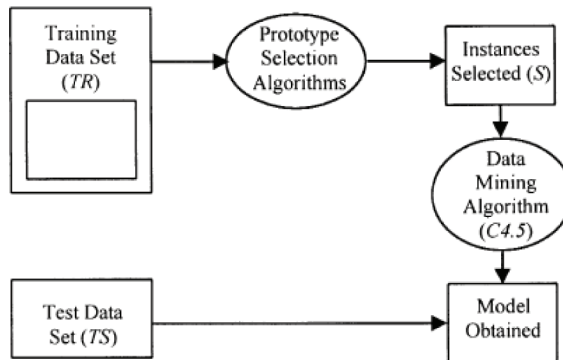 Training
Data Set
(TR)
Prototype
Selection
Algorithms
Instances
Selected (S)
Data
Mining
Algorithm
(C4.5)
Test Data
Set (TS)
Model
Obtained